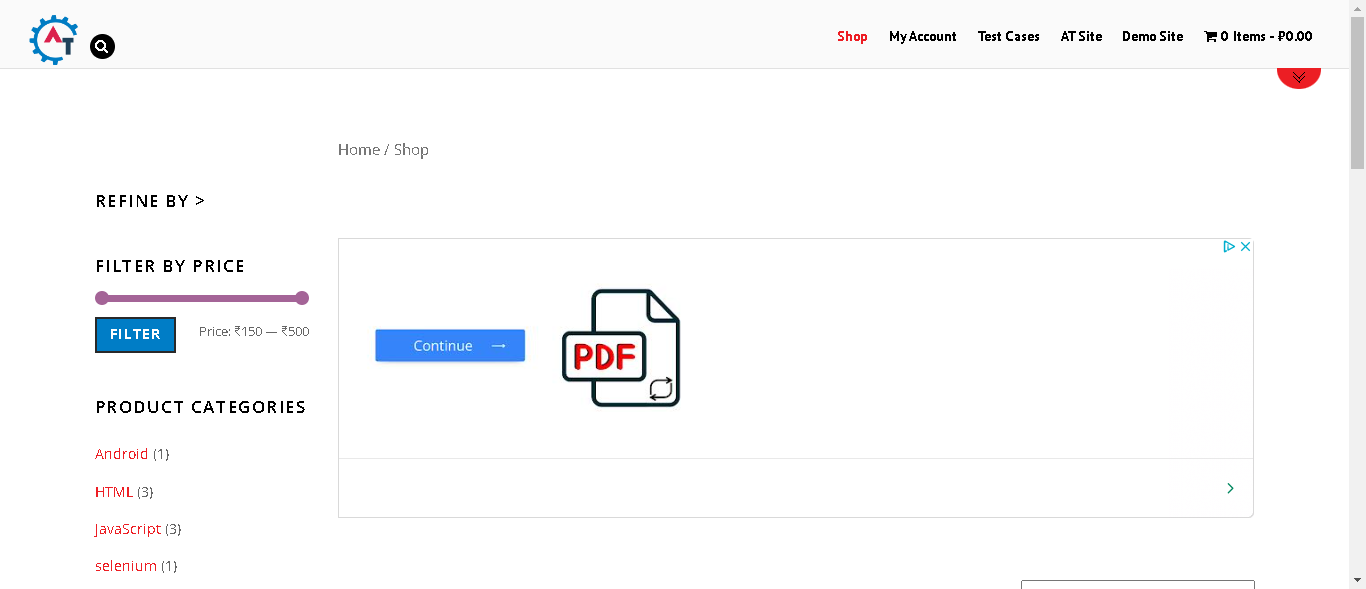 AT
Shop My Account Test Cases AT Site Demo Site 0 Items - ₽0.00
Home / Shop
REFINE BY >
FILTER BY PRICE
FILTER Price: ₹150 — ₹500
Continue →
PDF
PRODUCT CATEGORIES
Android (1)
HTML (3)
JavaScript (3)
selenium (1)